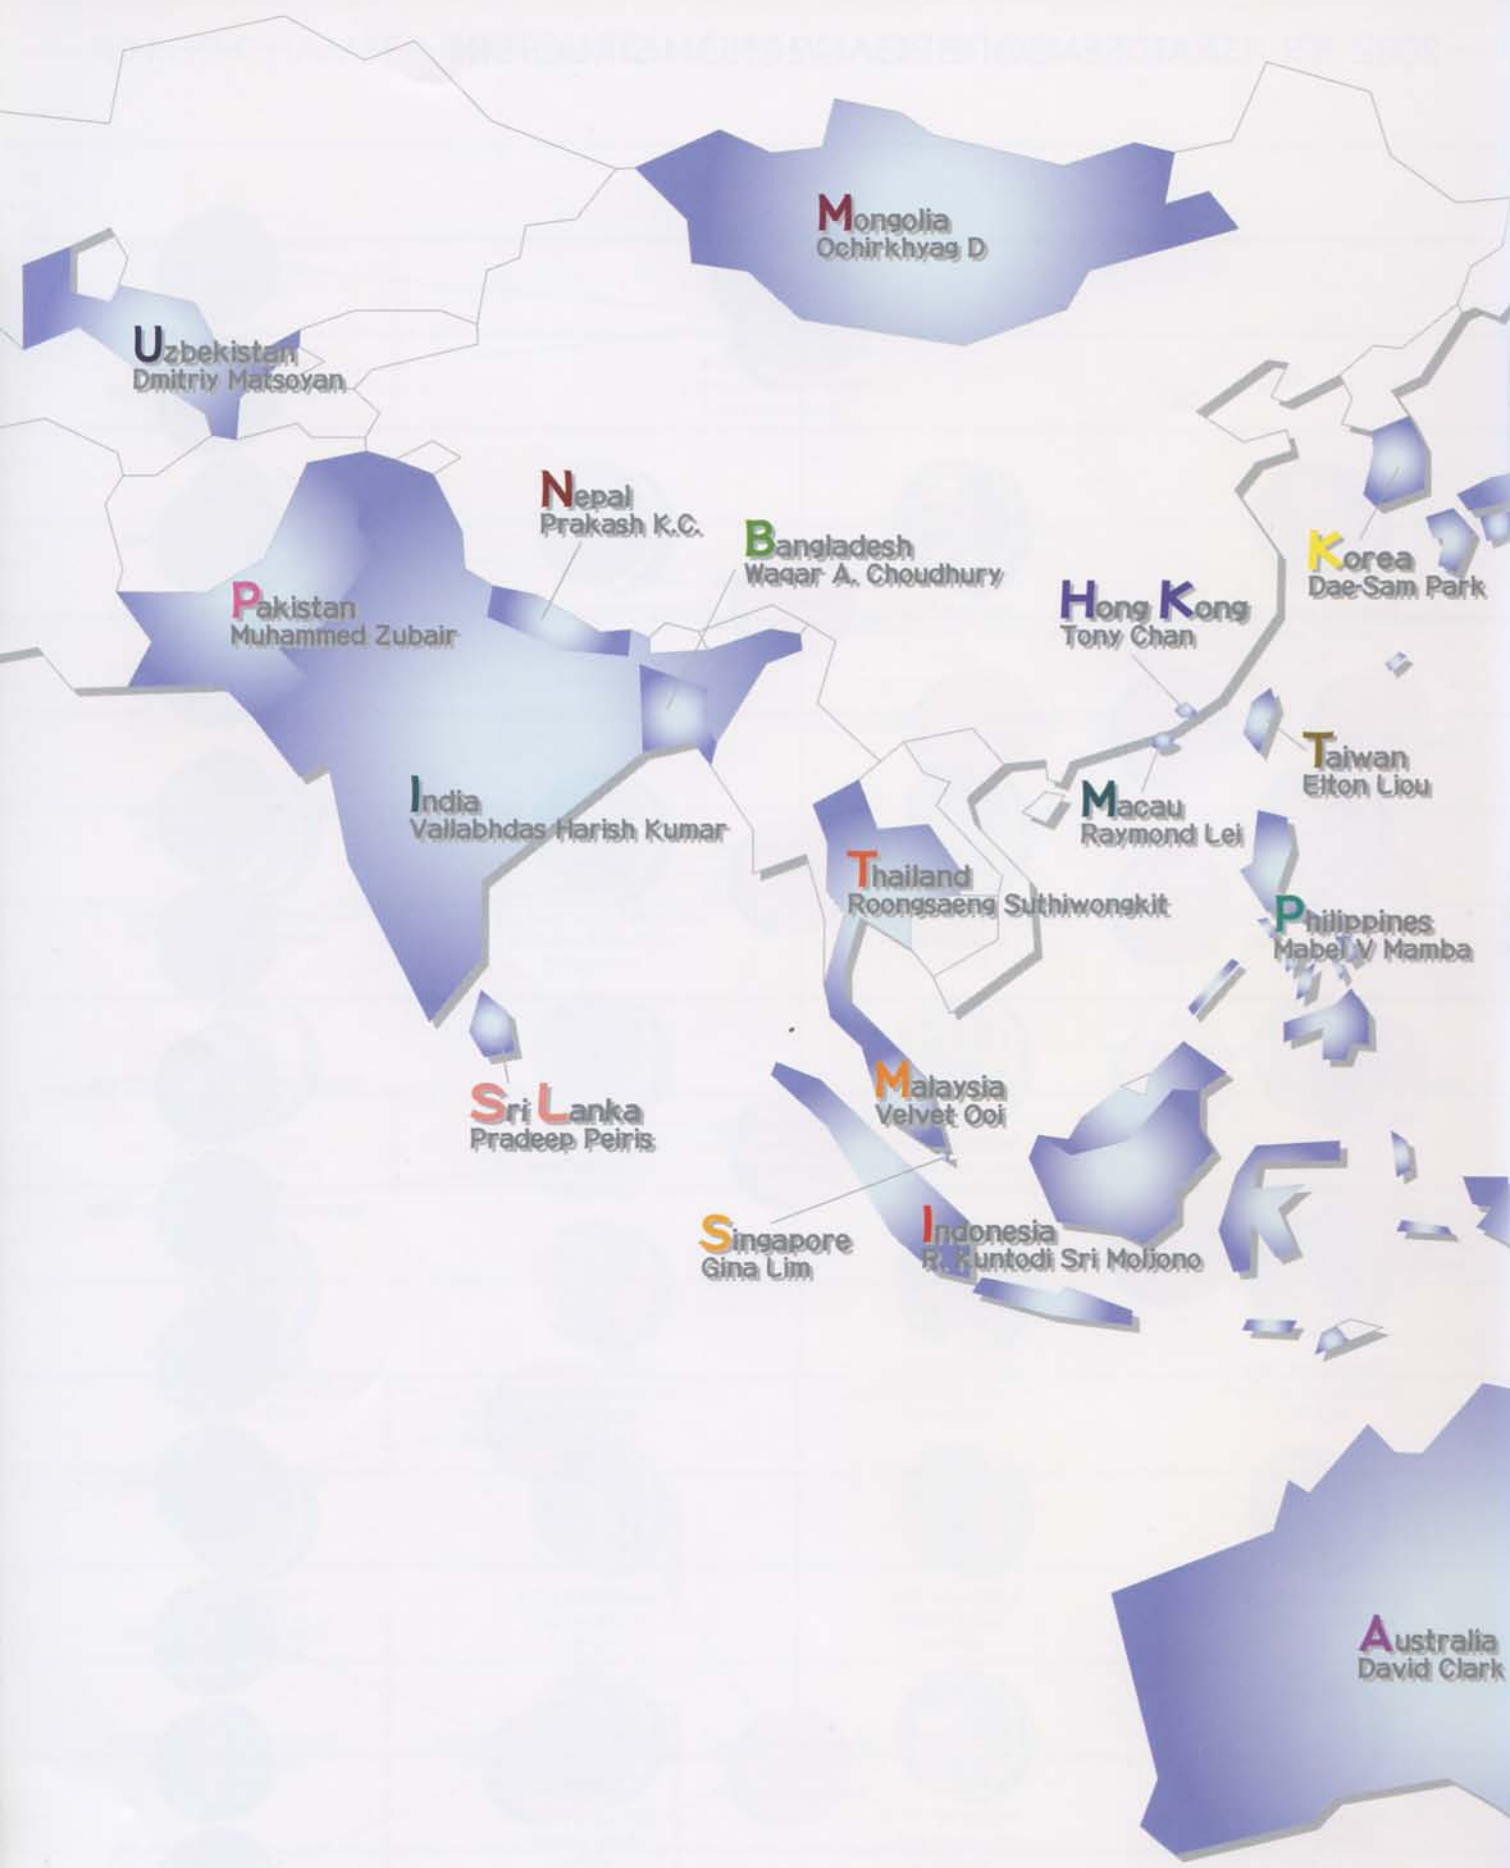 Mongolia
Ochirkhyag D
Uzbekistan
Dmitriy Matsoyan
Nepal
Prakash K.C.
Bangladesh
Waqar A. Choudhury
Korea
Dae-Sam Park
Pakistan
Muhammed Zubair
Hong Kong
Tony Chan
Taiwan
Elton Liou
India
Vallabhdas Harish Kumar
Macau
Raymond Lei
Thailand
Roongsaeng Suthiwongkit
Philippines
Mabel V Mamba
Malaysia
Velvet Ooi
Sri Lanka
Pradeep Peiris
Singapore
Gina Lim
Indonesia
R. Kuntodi Sri Moljono
Australia
David Clark